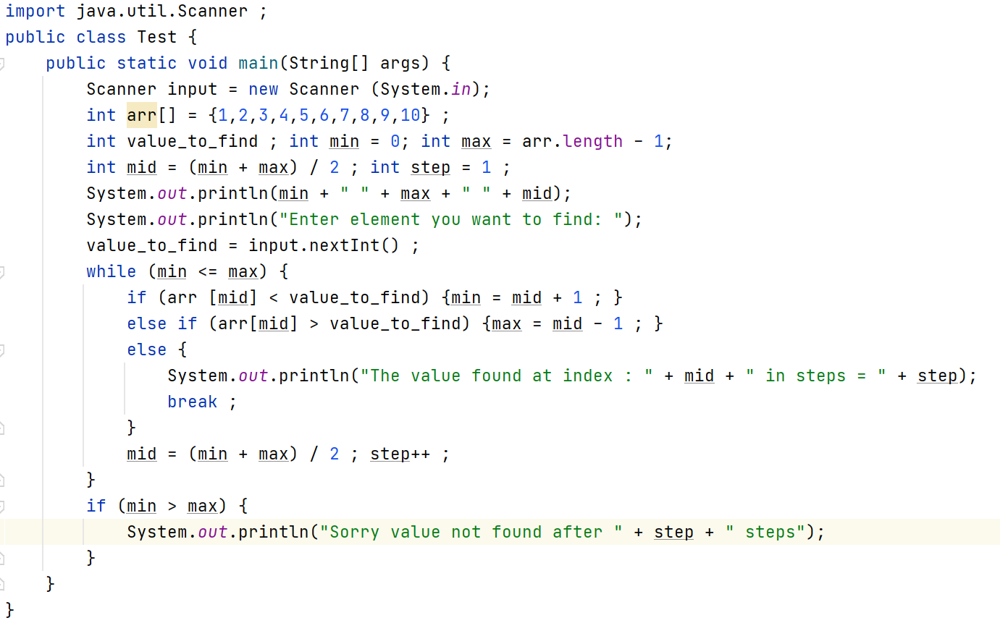 import java.util.Scanner ;
public class Test {
    public static void main(String[] args) {
        Scanner input = new Scanner (System.in);
        int arr[] = {1,2,3,4,5,6,7,8,9,10} ;
        int value_to_find ; int min = 0; int max = arr.length - 1;
        int mid = (min + max) / 2 ; int step = 1 ;
        System.out.println(min + " " + max + " " + mid);
        System.out.println("Enter element you want to find: ");
        value_to_find = input.nextInt() ;
        while (min <= max) {
            if (arr [mid] < value_to_find) {min = mid + 1 ; }
            else if (arr[mid] > value_to_find) {max = mid - 1 ; }
            else {
                System.out.println("The value found at index : " + mid + " in steps = " + step);
                break ;
            }
            mid = (min + max) / 2 ; step++ ;
        }
        if (min > max) {
            System.out.println("Sorry value not found after " + step + " steps");
        }
    }
}